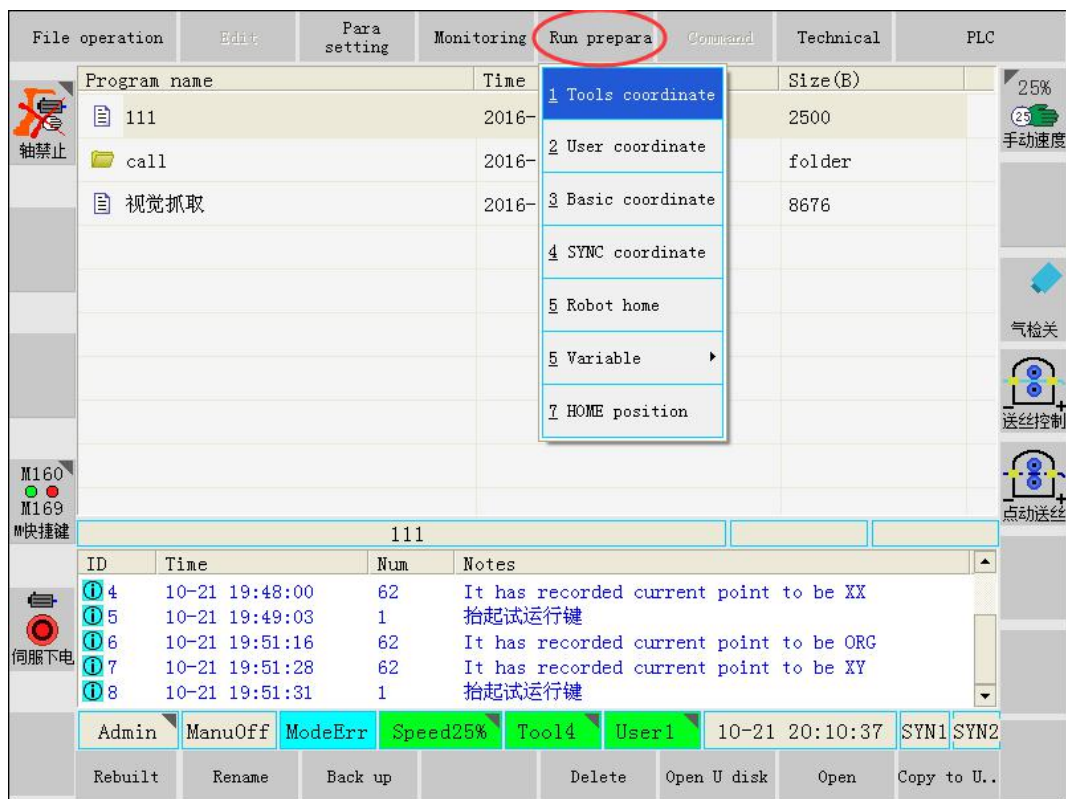 File operation
Edit
Para setting
Monitoring
Run prepara
Command
Technical
PLC
轴禁止
Program name Time Size(B)
111 2016- 2500
call 2016- folder
视觉抓取 2016- 8676
1 Tools coordinate
2 User coordinate
3 Basic coordinate
4 SYNC coordinate
5 Robot home
5 Variable
7 HOME position
25%
25
手动速度
气检关
送丝控制
点动送丝
M160
M169
M快捷键
伺服下电
111
ID Time Num Notes
4 10-21 19:48:00 62 It has recorded current point to be XX
5 10-21 19:49:03 1 抬起试运行键
6 10-21 19:51:16 62 It has recorded current point to be ORG
7 10-21 19:51:28 62 It has recorded current point to be XY
8 10-21 19:51:31 1 抬起试运行键
Admin ManuOff ModeErr Speed25% Tool4 User1 10-21 20:10:37 SYN1 SYN2
Rebuilt Rename Back up Delete Open U disk Open Copy to U..